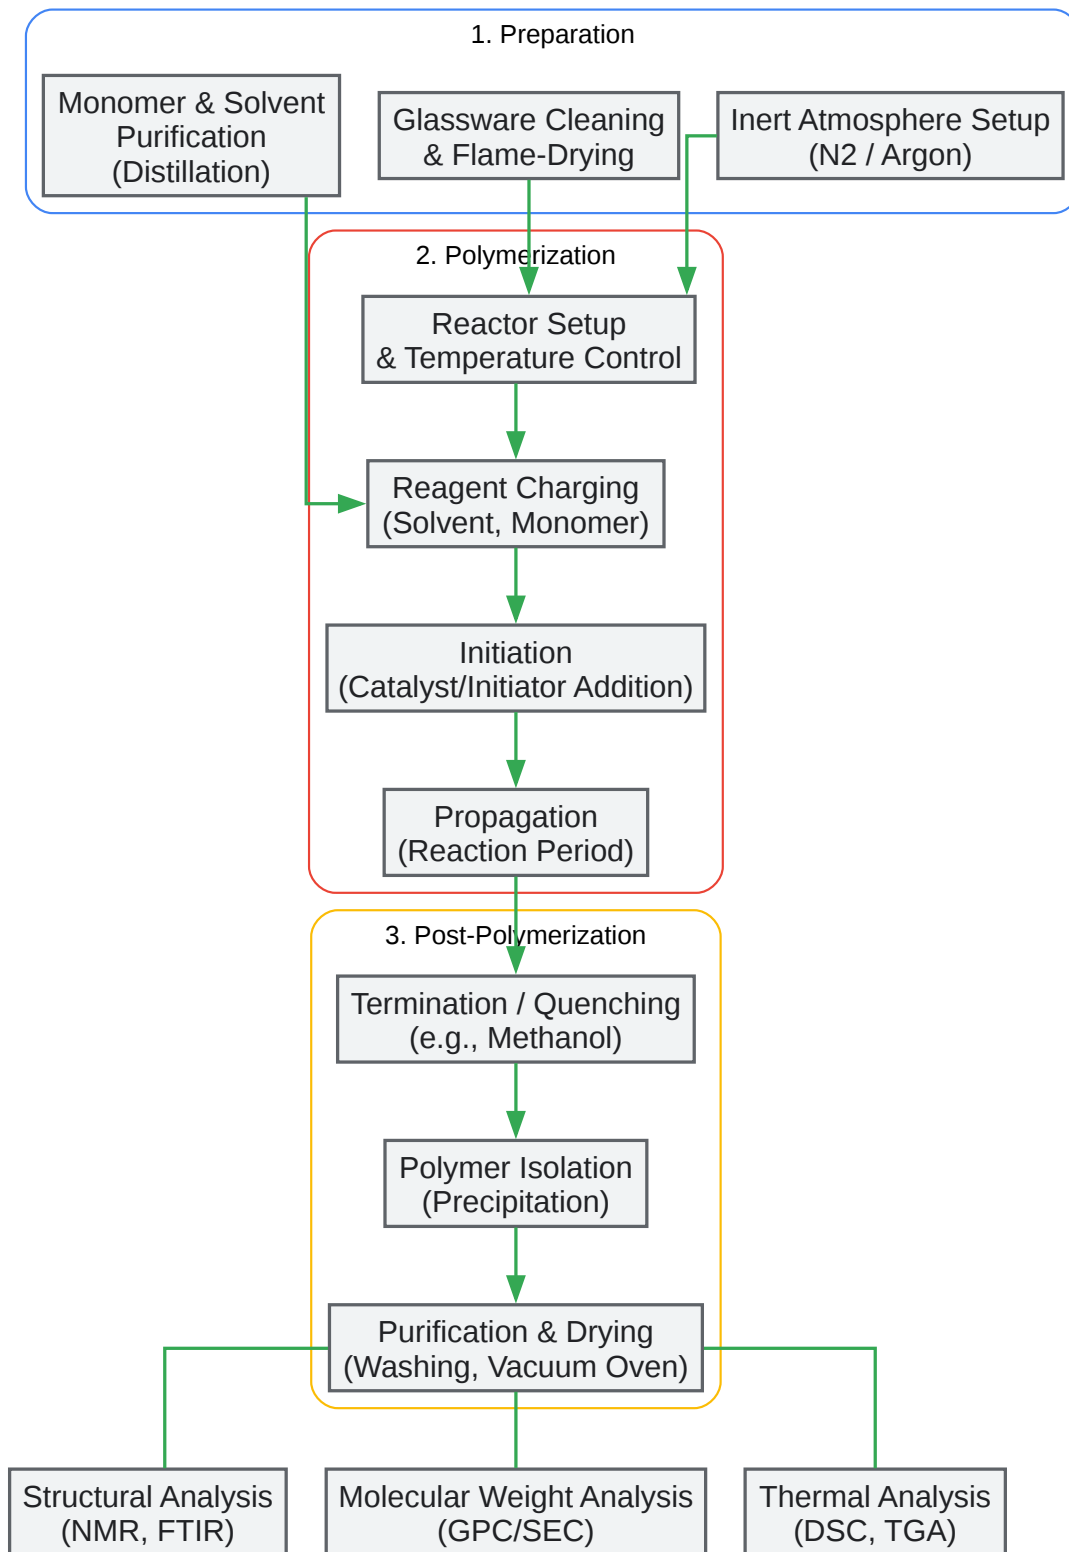 1. Preparation
Monomer & Solvent
Purification
(Distillation)
Glassware Cleaning
& Flame-Drying
Inert Atmosphere Setup
(N2 / Argon)
2. Polymerization
Reactor Setup
& Temperature Control
Reagent Charging
(Solvent, Monomer)
Initiation
(Catalyst/Initiator Addition)
Propagation
(Reaction Period)
3. Post-Polymerization
Termination / Quenching
(e.g., Methanol)
Polymer Isolation
(Precipitation)
Purification & Drying
(Washing, Vacuum Oven)
Structural Analysis
(NMR, FTIR)
Molecular Weight Analysis
(GPC/SEC)
Thermal Analysis
(DSC, TGA)